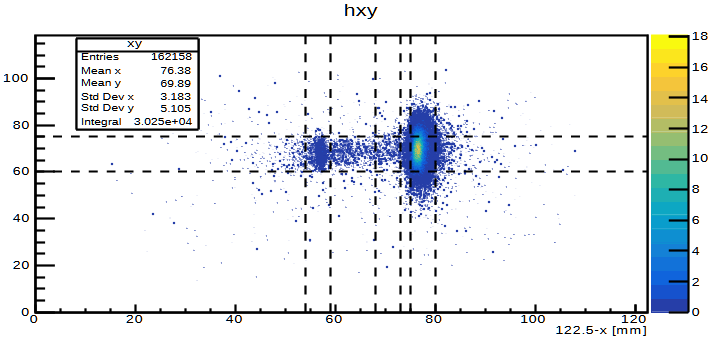 hxy
xy
Entries 162158
Mean x 76.38
Mean y 69.89
Std Dev x 3.183
Std Dev y 5.105
Integral 3.025e+04
100
80
60
40
20
0
0 20 40 60 80 100 120
122.5-x [mm]
18
16
14
12
10
8
6
4
2
0